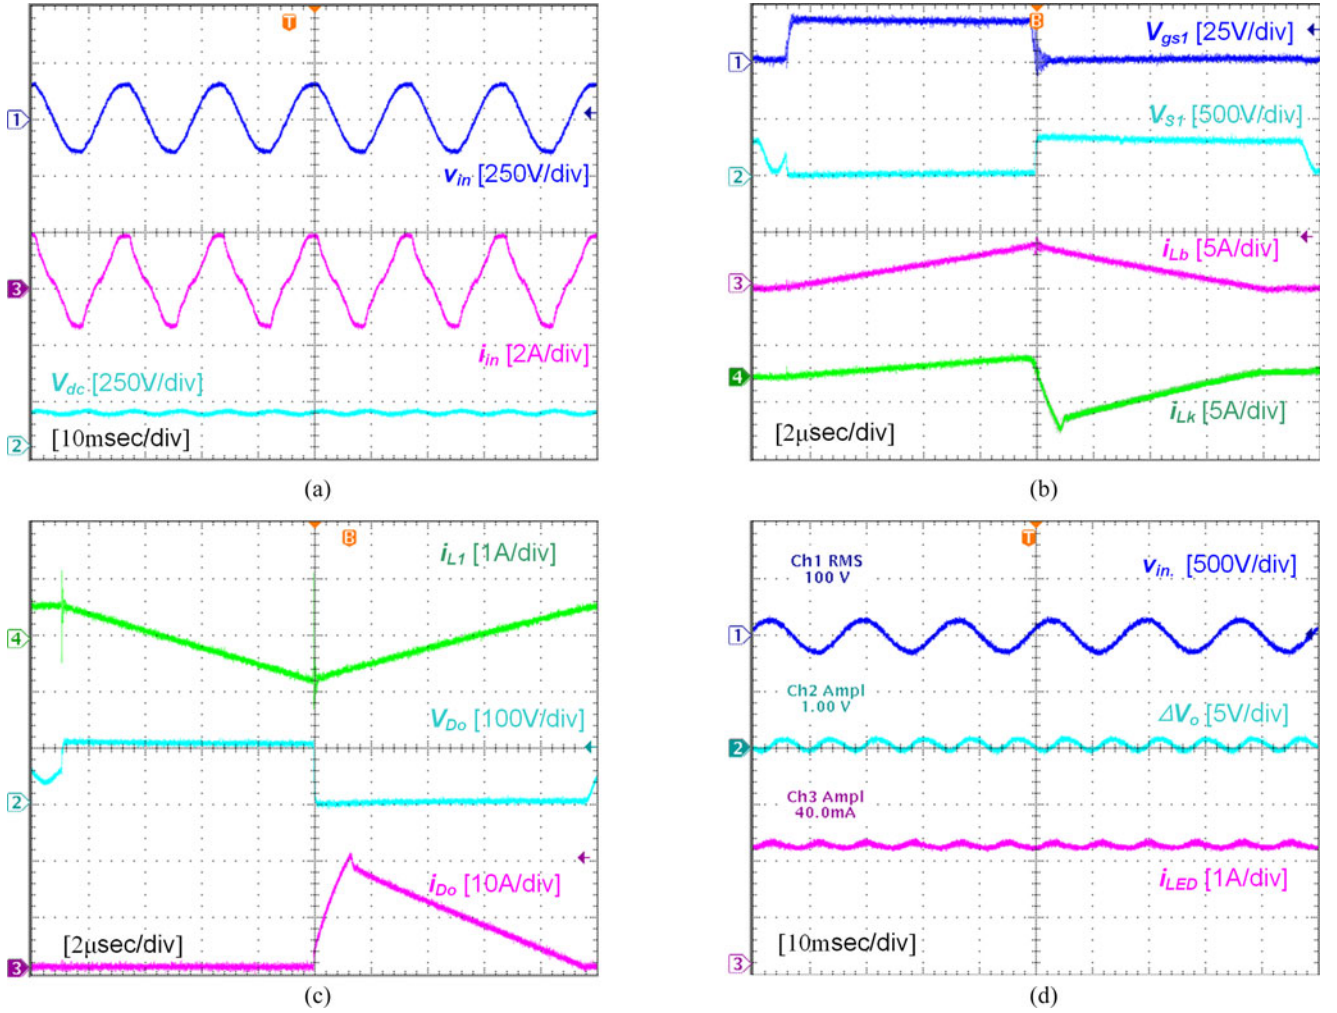 T
1
v_in [250V/div]
3
i_in [2A/div]
V_dc [250V/div]
2
[10msec/div]
(a)
B
V_gs1 [25V/div]
1
V_S1 [500V/div]
2
i_Lb [5A/div]
3
4
i_Lk [5A/div]
[2μsec/div]
(b)
B
i_L1 [1A/div]
4
V_Do [100V/div]
2
i_Do [10A/div]
[2μsec/div]
3
(c)
T
Ch1 RMS
100 V
v_in. [500V/div]
1
Ch2 Ampl
1.00 V
ΔV_o [5V/div]
2
Ch3 Ampl
40.0mA
i_LED [1A/div]
[10msec/div]
3
(d)